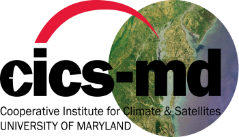 cics-md
Cooperative Institute for Climate & Satellites
UNIVERSITY OF MARYLAND